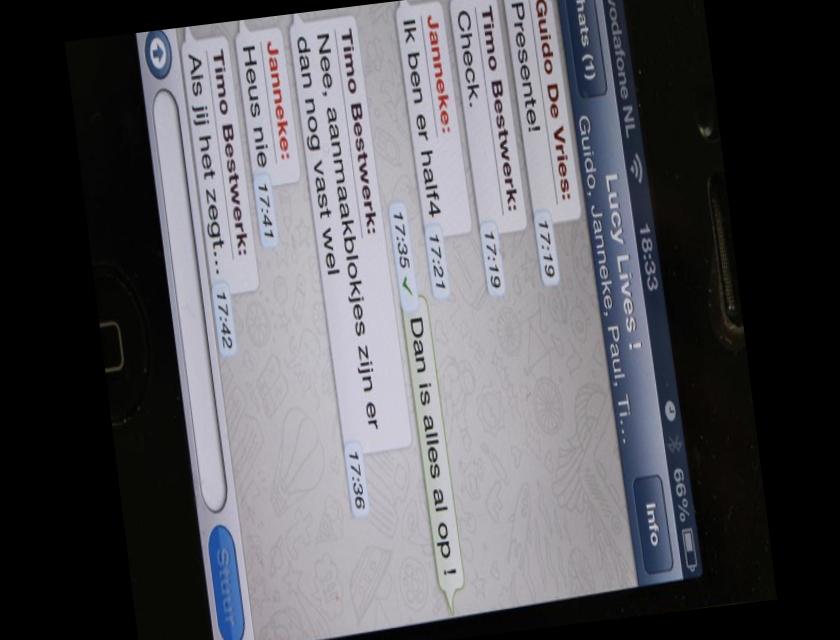 vodafone NL 18:33 66%
hats (1)
Lucy Lives !
Guido, Janneke, Paul, Ti...
Info
Guido De Vries:
Presente!
17:19
Timo Bestwerk:
Check.
17:19
Janneke:
Ik ben er half4
17:21
17:35
Dan is alles al op !
Timo Bestwerk:
Nee, aanmaakblokjes zijn er
dan nog vast wel
17:36
Janneke:
Heus nie
17:41
Timo Bestwerk:
Als jij het zegt...
17:42
Stuur